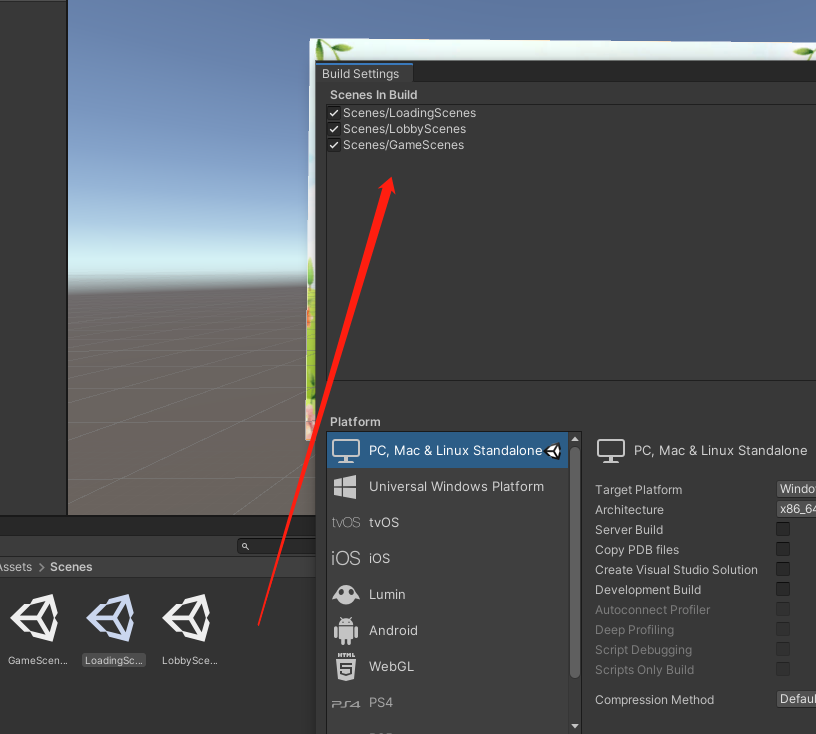 Build Settings
Scenes In Build
Scenes/LoadingScenes
Scenes/LobbyScenes
Scenes/GameScenes
Platform
PC, Mac & Linux Standalone
Universal Windows Platform
tvOS tvOS
iOS iOS
Lumin
Android
HTML
WebGL
PS4 PS4
PC, Mac & Linux Standalone
Target Platform Windo
Architecture x86_64
Server Build
Copy PDB files
Create Visual Studio Solution
Development Build
Autoconnect Profiler
Deep Profiling
Script Debugging
Scripts Only Build
Compression Method Defaul
Assets > Scenes
GameScen... LoadingSc... LobbySce...